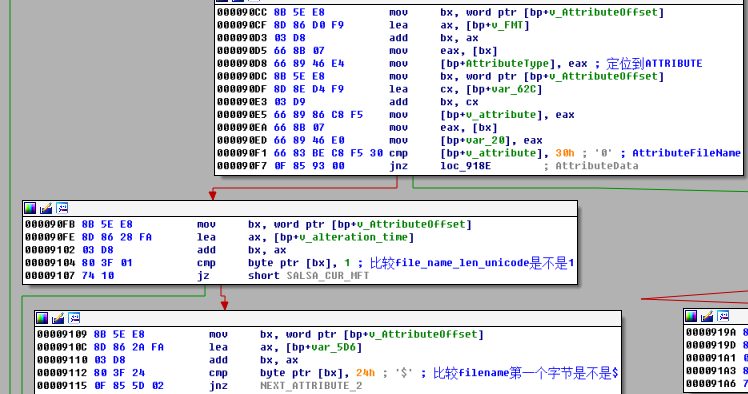 000090CC 8B 5E E8 mov bx, word ptr [bp+v_AttributeOffset]
000090CF 8D 86 D0 F9 lea ax, [bp+v_FMT]
000090D3 03 D8 add bx, ax
000090D5 66 8B 07 mov eax, [bx]
000090D8 66 89 46 E4 mov [bp+AttributeType], eax ; 定位到ATTRIBUTE
000090DC 8B 5E E8 mov bx, word ptr [bp+v_AttributeOffset]
000090DF 8D 8E D4 F9 lea cx, [bp+var_62C]
000090E3 03 D9 add bx, cx
000090E5 66 89 86 C8 F5 mov [bp+v_attribute], eax
000090EA 66 8B 07 mov eax, [bx]
000090ED 66 89 46 E0 mov [bp+var_20], eax
000090F1 66 83 BE C8 F5 30 cmp [bp+v_attribute], 30h ; '0' ; AttributeFileName
000090F7 0F 85 93 00 jnz loc_918E ; AttributeData
000090FB 8B 5E E8 mov bx, word ptr [bp+v_AttributeOffset]
000090FE 8D 86 28 FA lea ax, [bp+v_alteration_time]
00009102 03 D8 add bx, ax
00009104 80 3F 01 cmp byte ptr [bx], 1 ; 比较file_name_len_unicode是不是1
00009107 74 10 jz short SALSA_CUR_MFT
00009109 8B 5E E8 mov bx, word ptr [bp+v_AttributeOffset]
0000910C 8D 86 2A FA lea ax, [bp+var_5D6]
00009110 03 D8 add bx, ax
00009112 80 3F 24 cmp byte ptr [bx], 24h ; '$' ; 比较filename第一个字节是不是$
00009115 0F 85 5D 02 jnz NEXT_ATTRIBUTE_2
0000919A 8
0000919D 8
000091A1 0
000091A3 8
000091A6 7